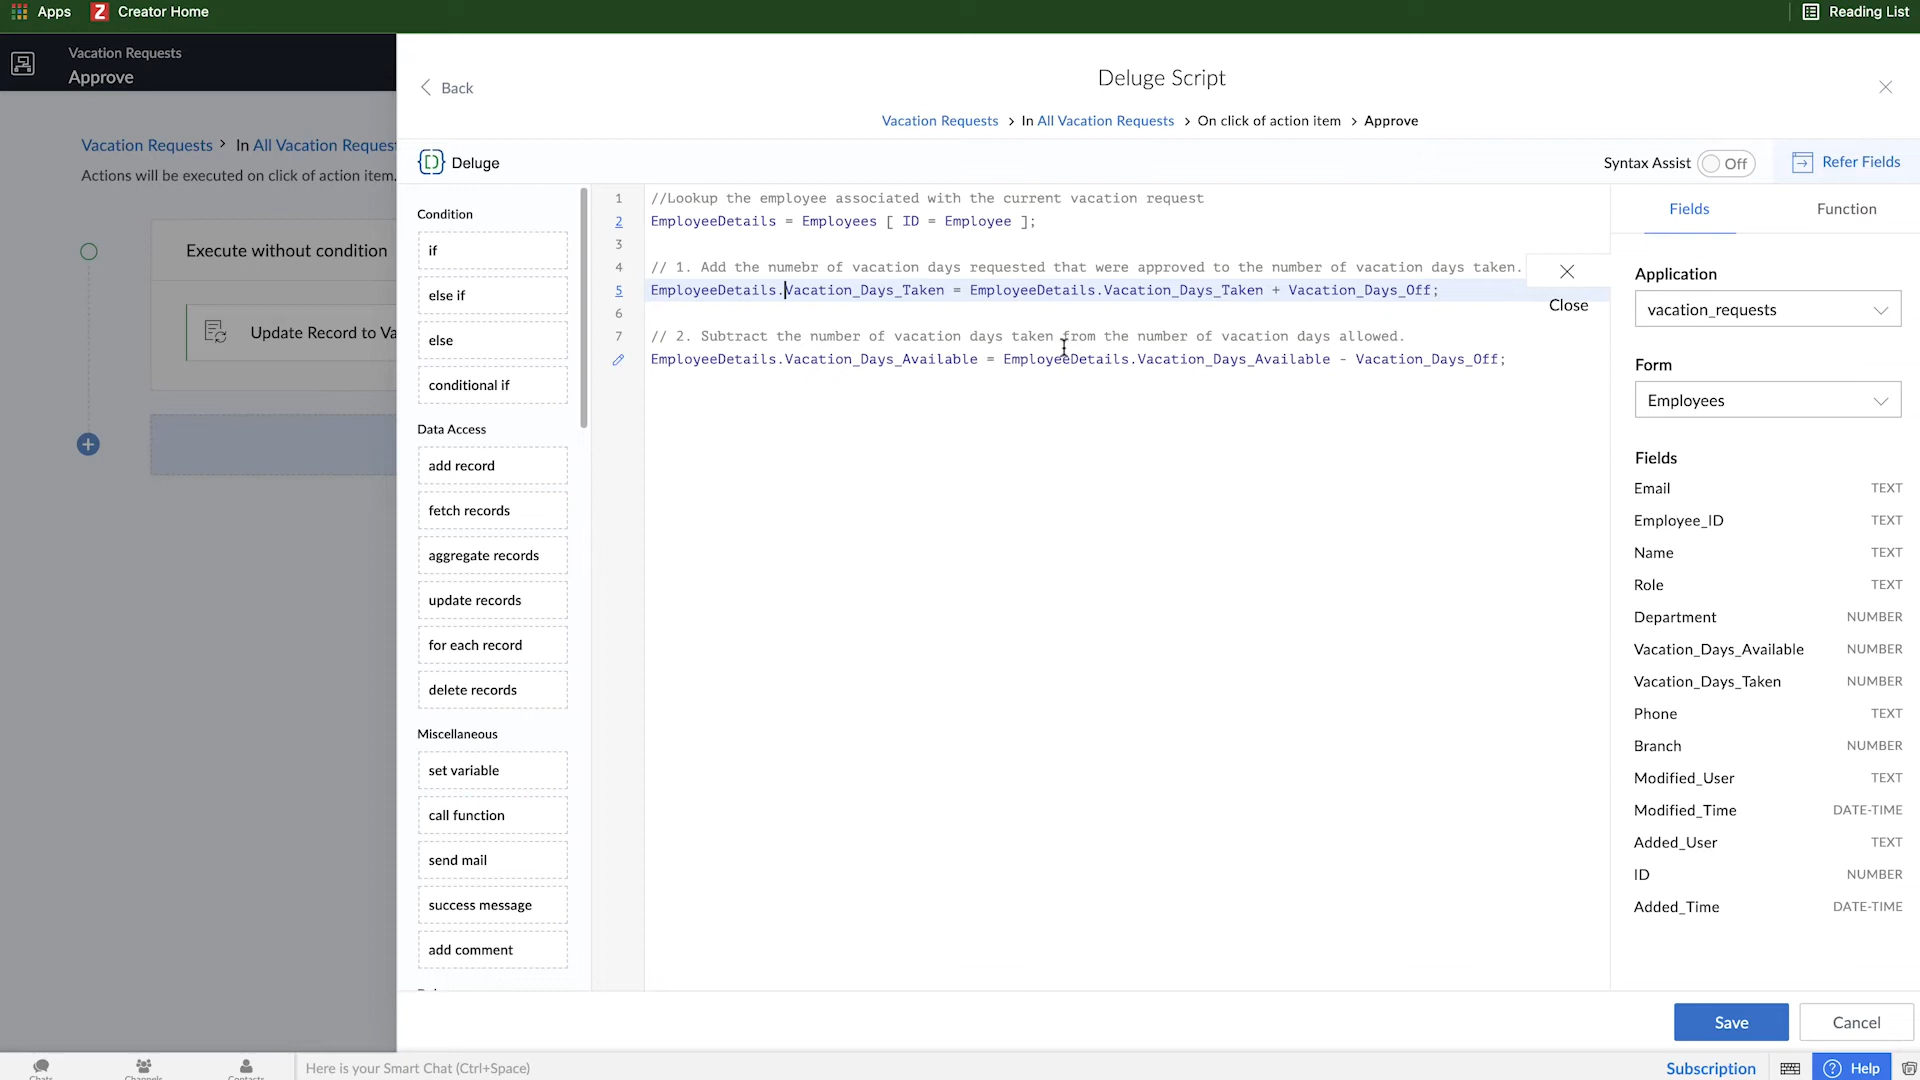 Apps
Creator Home
Reading List
Vacation Requests
Approve
Vacation Requests > In All Vacation Reques
Actions will be executed on click of action item.
Execute without condition
Update Record to Va
Back
Deluge Script
Vacation Requests > In All Vacation Requests > On click of action item > Approve
Deluge
Syntax Assist Off
Refer Fields
Condition
if
else if
else
conditional if
Data Access
add record
fetch records
aggregate records
update records
for each record
delete records
Miscellaneous
set variable
call function
send mail
success message
add comment
1 //Lookup the employee associated with the current vacation request
2 EmployeeDetails = Employees [ ID = Employee ];
3
4 // 1. Add the numebr of vacation days requested that were approved to the number of vacation days taken.
5 EmployeeDetails.Vacation_Days_Taken = EmployeeDetails.Vacation_Days_Taken + Vacation_Days_Off;
6
7 // 2. Subtract the number of vacation days taken from the number of vacation days allowed.
EmployeeDetails.Vacation_Days_Available = EmployeeDetails.Vacation_Days_Available - Vacation_Days_Off;
Close
Fields Function
Application
vacation_requests
Form
Employees
Fields
Email TEXT
Employee_ID TEXT
Name TEXT
Role TEXT
Department NUMBER
Vacation_Days_Available NUMBER
Vacation_Days_Taken NUMBER
Phone TEXT
Branch NUMBER
Modified_User TEXT
Modified_Time DATE-TIME
Added_User TEXT
ID NUMBER
Added_Time DATE-TIME
Save Cancel
Chats
Channels
Contacts
Here is your Smart Chat (Ctrl+Space)
Subscription
Help